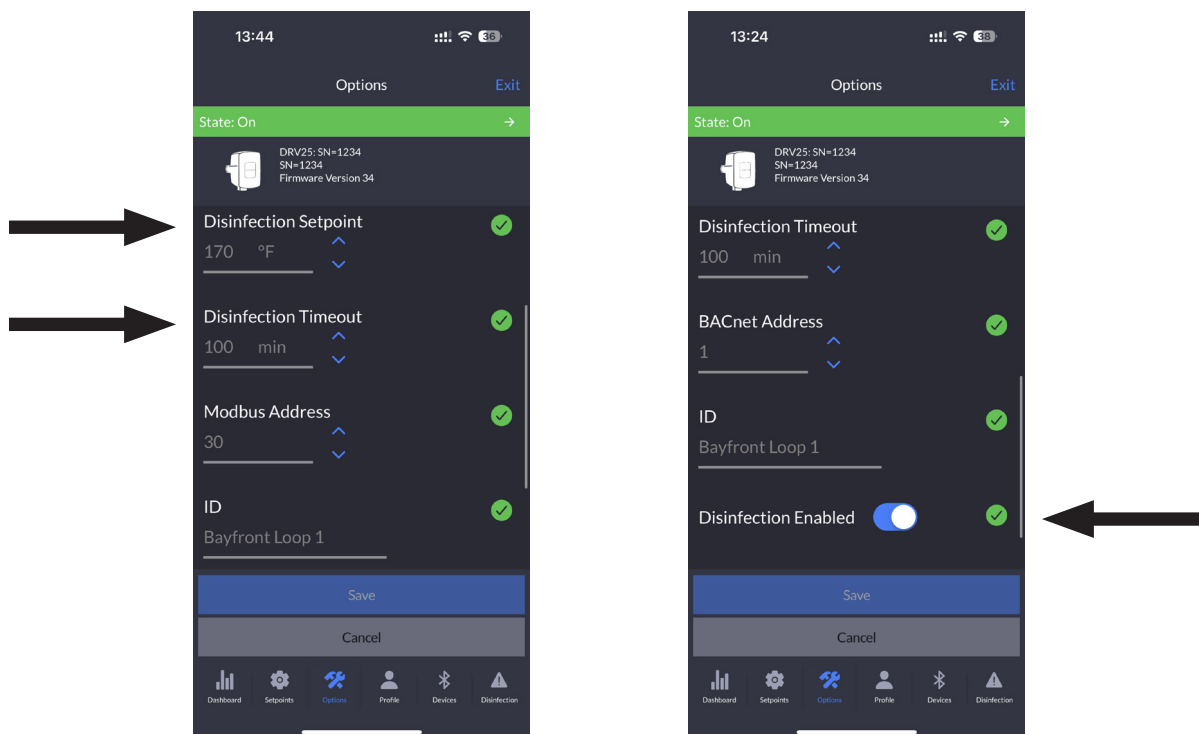 13:44
36
Options
Exit
State: On
DRV25: SN=1234
SN=1234
Firmware Version 34
Disinfection Setpoint
170 °F
Disinfection Timeout
100 min
Modbus Address
30
ID
Bayfront Loop 1
Save
Cancel
Dashboard Setpoints Options Profile Devices Disinfection
13:24
38
Options
Exit
State: On
DRV25: SN=1234
SN=1234
Firmware Version 34
Disinfection Timeout
100 min
BACnet Address
1
ID
Bayfront Loop 1
Disinfection Enabled
Save
Cancel
Dashboard Setpoints Options Profile Devices Disinfection